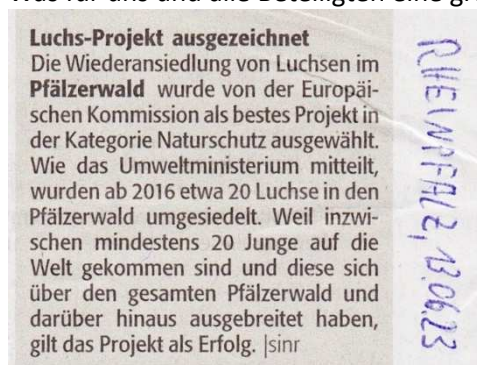 Luchs-Projekt ausgezeichnet
Die Wiederansiedlung von Luchsen im
Pfälzerwald wurde von der Europäi-
schen Kommission als bestes Projekt in
der Kategorie Naturschutz ausgewählt.
Wie das Umweltministerium mitteilt,
wurden ab 2016 etwa 20 Luchse in den
Pfälzerwald umgesiedelt. Weil inzwi-
schen mindestens 20 Junge auf die
Welt gekommen sind und diese sich
über den gesamten Pfälzerwald und
darüber hinaus ausgebreitet haben,
gilt das Projekt als Erfolg. |sinr
RHEINPFALZ, 13.06.23